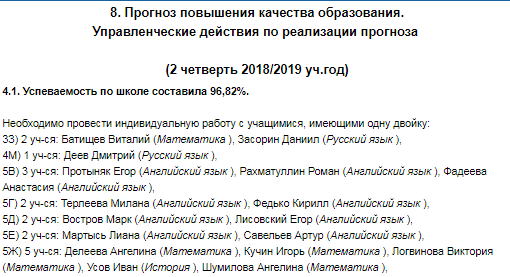 8. Прогноз повышения качества образования.
Управленческие действия по реализации прогноза
(2 четверть 2018/2019 уч.год)
4.1. Успеваемость по школе составила 96,82%.
Необходимо провести индивидуальную работу с учащимися, имеющими одну двойку:
3З) 2 уч-ся: Батищев Виталий (Математика ), Засорин Даниил (Русский язык ),
4М) 1 уч-ся: Деев Дмитрий (Русский язык ),
5В) 3 уч-ся: Протыняк Егор (Английский язык ), Рахматуллин Роман (Английский язык ), Фадеева
Анастасия (Английский язык ),
5Г) 2 уч-ся: Терлеева Милана (Английский язык ), Федько Кирилл (Английский язык ),
5Д) 2 уч-ся: Востров Марк (Английский язык ), Лисовский Егор (Английский язык ),
5Е) 2 уч-ся: Мартысь Лиана (Английский язык ), Савельев Артур (Английский язык ),
5Ж) 5 уч-ся: Делеева Ангелина (Математика ), Кучин Игорь (Математика ), Логвинова Виктория
(Математика ), Усов Иван (История ), Шумилова Ангелина (Математика ),